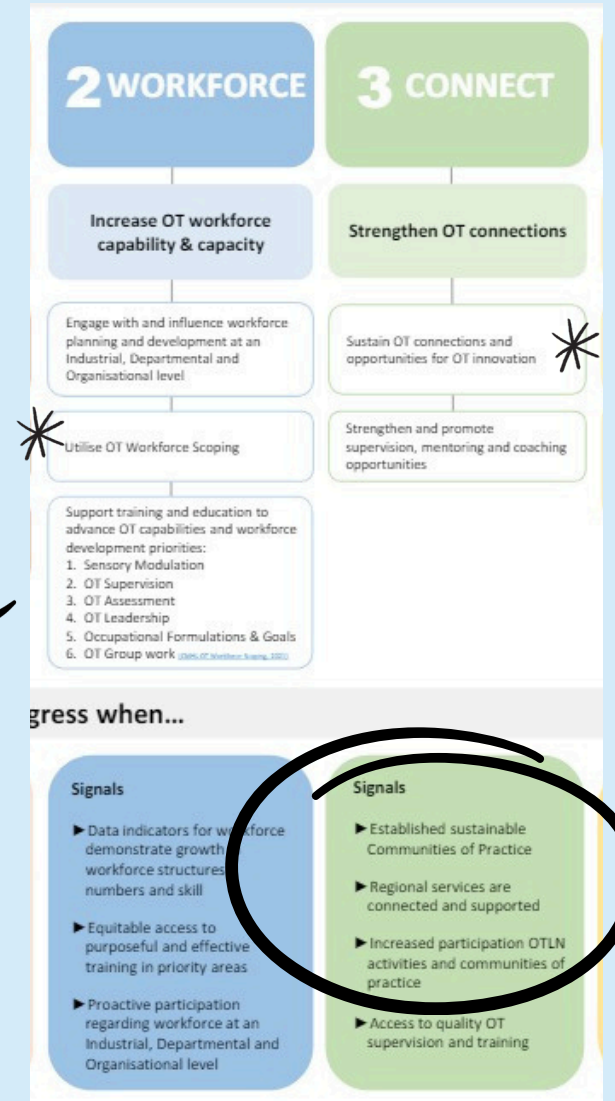 2 WORKFORCE
Increase OT workforce
capability & capacity
Engage with and influence workforce
planning and development at an
Industrial, Departmental and
Organisational level
Utilise OT Workforce Scoping
Support training and education to
advance OT capabilities and workforce
development priorities:
1. Sensory Modulation
2. OT Supervision
3. OT Assessment
4. OT Leadership
5. Occupational Formulations & Goals
6. OT Group work
3 CONNECT
Strengthen OT connections
Sustain OT connections and
opportunities for OT innovation
Strengthen and promote
supervision, mentoring and coaching
opportunities
gress when...
Signals
►Data indicators for workforce
demonstrate growth
workforce structures
numbers and skill
►Equitable access to
purposeful and effective
training in priority areas
►Proactive participation
regarding workforce at an
Industrial, Departmental and
Organisational level
Signals
►Established sustainable
Communities of Practice
►Regional services are
connected and supported
►Increased participation OTLN
activities and communities of
practice
►Access to quality OT
supervision and training